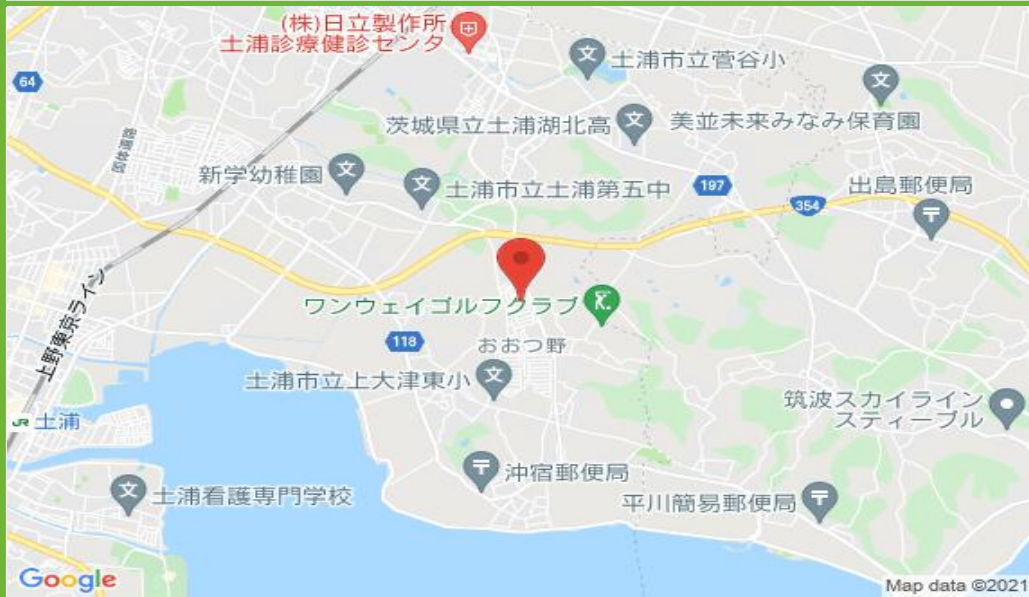 (株)日立製作所
土浦診療健診センタ
64
土浦市立菅谷小
茨城県立土浦湖北高
美並未来みなみ保育園
新学幼稚園
土浦市立土浦第五中
197
出島郵便局
354
ワンウェイゴルフクラブ
118
おおつ野
上野東京ライン
土浦市立上大津東小
筑波スカイライン
スティーブル
JR 土浦
沖宿郵便局
土浦看護専門学校
平川簡易郵便局
Google
Map data ©2021